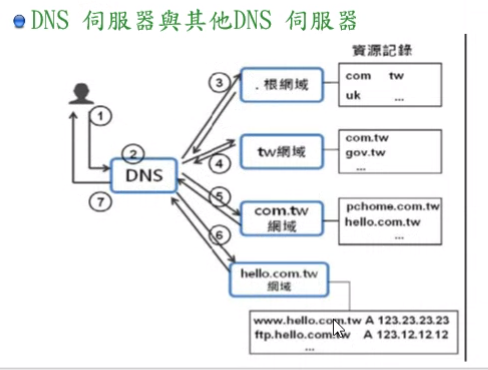 DNS 伺服器與其他DNS 伺服器
資源記錄
①
②
DNS
⑦
③
.根網域
com tw
uk ...
④
tw網域
com.tw
gov.tw
...
⑤
com.tw
網域
pchome.com.tw
hello.com.tw
...
⑥
hello.com.tw
網域
www.hello.com.tw A 123.23.23.23
ftp.hello.com.tw A 123.12.12.12
...